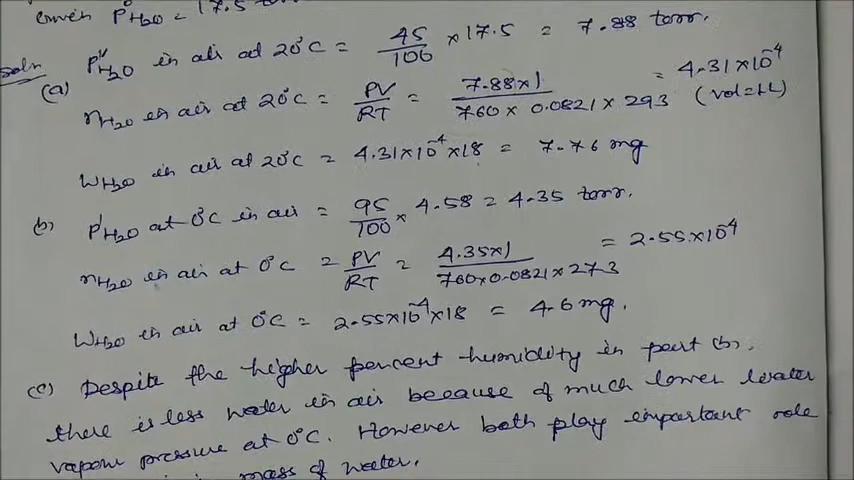 Given P°H₂O = 17.5 torr
Soln P'H₂O in air at 20°C = 45/100 × 17.5 = 7.88 torr.
(a) nH₂O in air at 20°C = PV/RT = 7.88×1/760 × 0.0821 × 293 = 4.31×10⁻⁴ (vol=1L)
WH₂O in air at 20°C = 4.31×10⁻⁴×18 = 7.76 mg
(b) P'H₂O at 0°C in air = 95/100 × 4.58 = 4.35 torr.
nH₂O in air at 0°C = PV/RT = 4.35×1/760×0.0821×273 = 2.55×10⁻⁴
WH₂O in air at 0°C = 2.55×10⁻⁴×18 = 4.6 mg.
(c) Despite the higher percent humidity in part (b).
there is less water in air because of much lower water
vapour pressure at 0°C. However both play important role
mass of water.